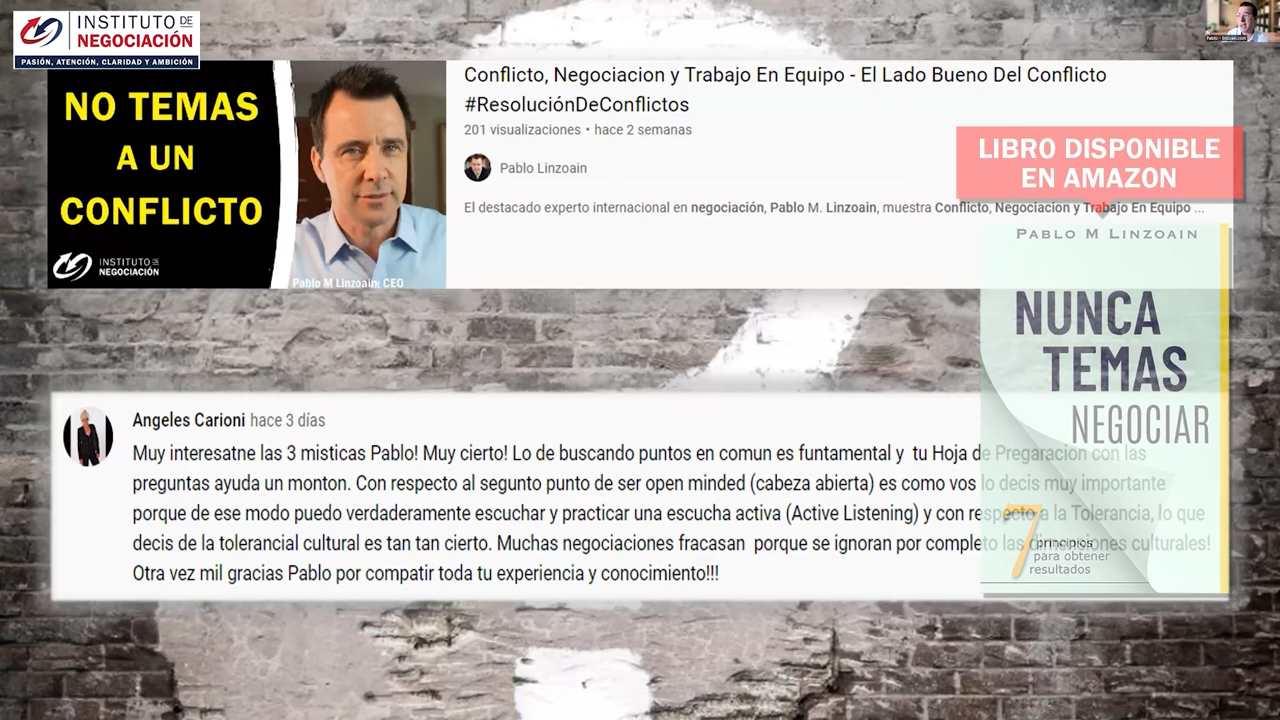 INSTITUTO DE
NEGOCIACIÓN
PASIÓN, ATENCIÓN, CLARIDAD Y AMBICIÓN
NO TEMAS
A UN
CONFLICTO
INSTITUTO DE
NEGOCIACIÓN
Pablo M Linzoain: CEO
Conflicto, Negociacion y Trabajo En Equipo - El Lado Bueno Del Conflicto
#ResoluciónDeConflictos
201 visualizaciones • hace 2 semanas
Pablo Linzoain
El destacado experto internacional en negociación, Pablo M. Linzoain, muestra Conflicto, Negociacion y Trabajo En Equipo ...
Pablo - linzoain.com
LIBRO DISPONIBLE
EN AMAZON
PABLO M LINZOAIN
NUNCA
TEMAS
NEGOCIAR
7 principios
para obtener
resultados
Angeles Carioni hace 3 días
Muy interesatne las 3 misticas Pablo! Muy cierto! Lo de buscando puntos en comun es funtamental y tu Hoja de Pregaracion con las
preguntas ayuda un monton. Con respecto al segunto punto de ser open minded (cabeza abierta) es como vos lo decis muy importante
porque de ese modo puedo verdaderamente escuchar y practicar una escucha activa (Active Listening) y con respecto a la Tolerancia, lo que
decis de la tolerancial cultural es tan tan cierto. Muchas negociaciones fracasan porque se ignoran por completo las dimensiones culturales!
Otra vez mil gracias Pablo por compatir toda tu experiencia y conocimiento!!!